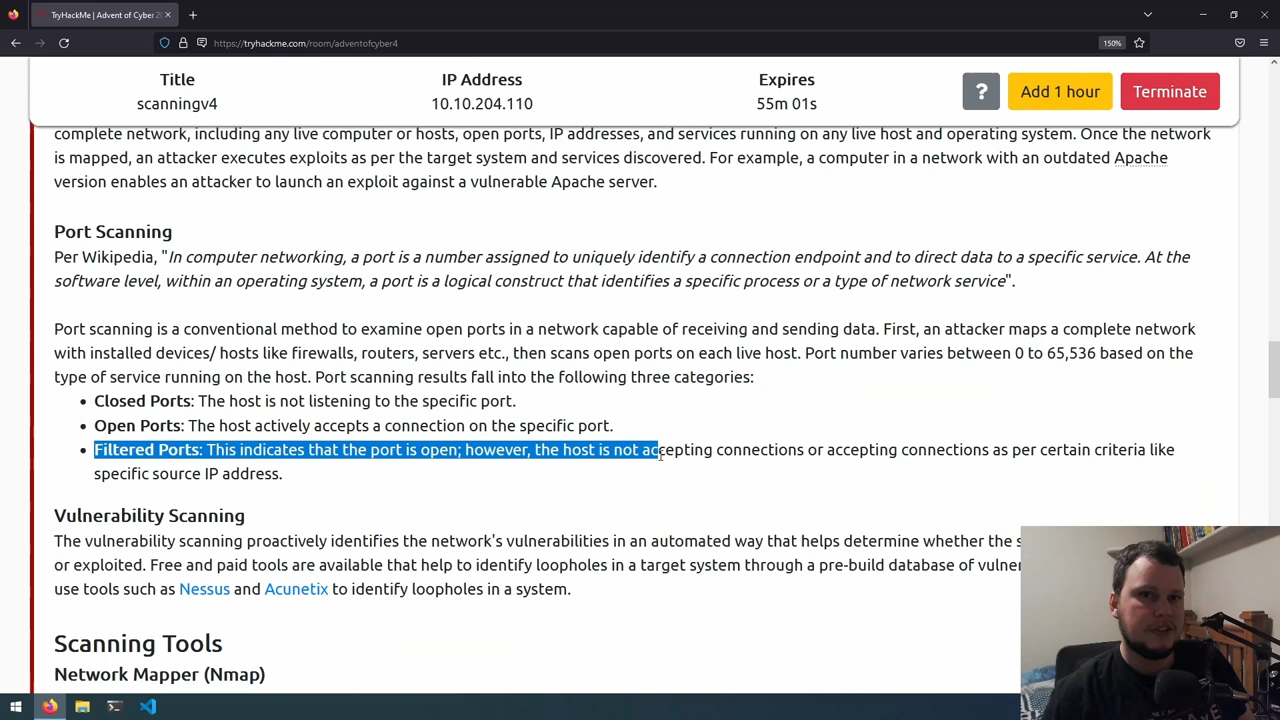 TryHackMe | Advent of Cyber 2
https://tryhackme.com/room/adventofcyber4
150%
Title
IP Address
Expires
scanningv4
10.10.204.110
55m 01s
?
Add 1 hour
Terminate
complete network, including any live computer or hosts, open ports, IP addresses, and services running on any live host and operating system. Once the network
is mapped, an attacker executes exploits as per the target system and services discovered. For example, a computer in a network with an outdated Apache
version enables an attacker to launch an exploit against a vulnerable Apache server.
Port Scanning
Per Wikipedia, "In computer networking, a port is a number assigned to uniquely identify a connection endpoint and to direct data to a specific service. At the
software level, within an operating system, a port is a logical construct that identifies a specific process or a type of network service".
Port scanning is a conventional method to examine open ports in a network capable of receiving and sending data. First, an attacker maps a complete network
with installed devices/ hosts like firewalls, routers, servers etc., then scans open ports on each live host. Port number varies between 0 to 65,536 based on the
type of service running on the host. Port scanning results fall into the following three categories:
• Closed Ports: The host is not listening to the specific port.
• Open Ports: The host actively accepts a connection on the specific port.
• Filtered Ports: This indicates that the port is open; however, the host is not accepting connections or accepting connections as per certain criteria like
specific source IP address.
Vulnerability Scanning
The vulnerability scanning proactively identifies the network's vulnerabilities in an automated way that helps determine whether the s
or exploited. Free and paid tools are available that help to identify loopholes in a target system through a pre-build database of vulner
use tools such as Nessus and Acunetix to identify loopholes in a system.
Scanning Tools
Network Mapper (Nmap)